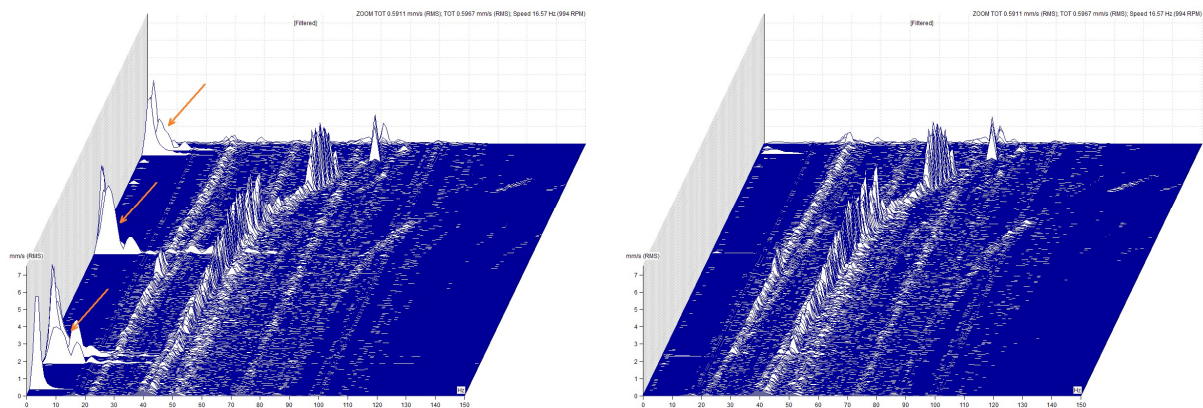 ZOOM TOT 0.5911 mm/s (RMS); TOT 0.5967 mm/s (RMS); Speed 16.57 Hz (994 RPM)
[Filtered]
mm/s (RMS)
7
6
5
4
3
2
1
0
Hz
0 10 20 30 40 50 60 70 80 90 100 110 120 130 150
ZOOM TOT 0.5911 mm/s (RMS); TOT 0.5967 mm/s (RMS); Speed 16.57 Hz (994 RPM)
[Filtered]
mm/s (RMS)
7
6
5
4
3
2
1
0
Hz
0 10 20 30 40 50 60 70 80 90 100 110 120 130 150